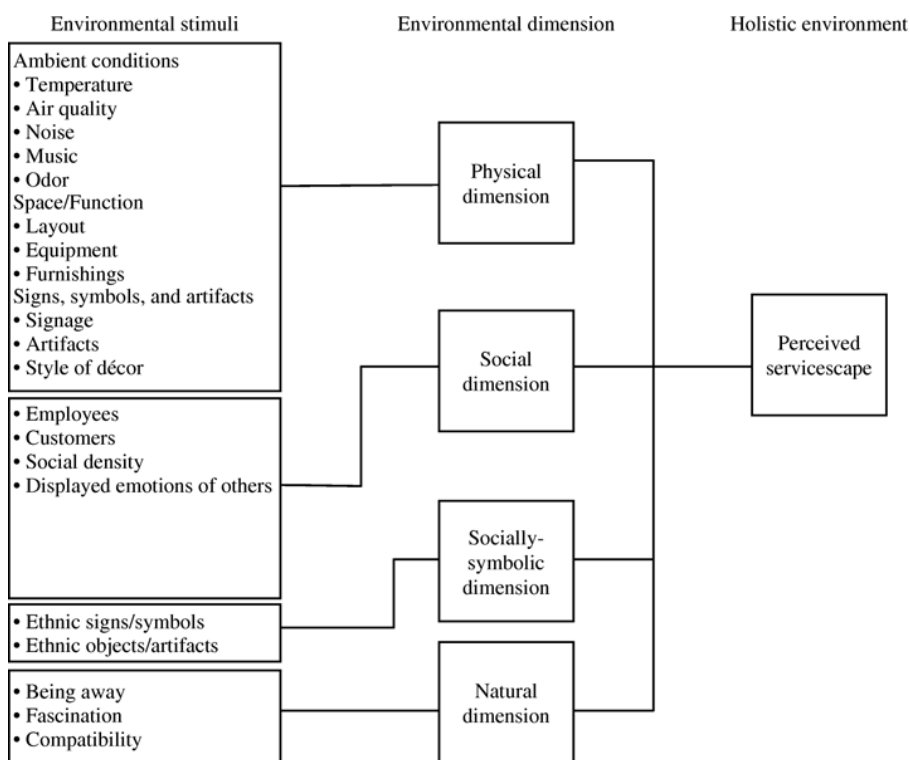 Environmental stimuli
Environmental dimension
Holistic environment
Ambient conditions
• Temperature
• Air quality
• Noise
• Music
• Odor
Space/Function
• Layout
• Equipment
• Furnishings
Signs, symbols, and artifacts
• Signage
• Artifacts
• Style of décor
• Employees
• Customers
• Social density
• Displayed emotions of others
• Ethnic signs/symbols
• Ethnic objects/artifacts
• Being away
• Fascination
• Compatibility
Physical
dimension
Social
dimension
Socially-
symbolic
dimension
Natural
dimension
Perceived
servicescape